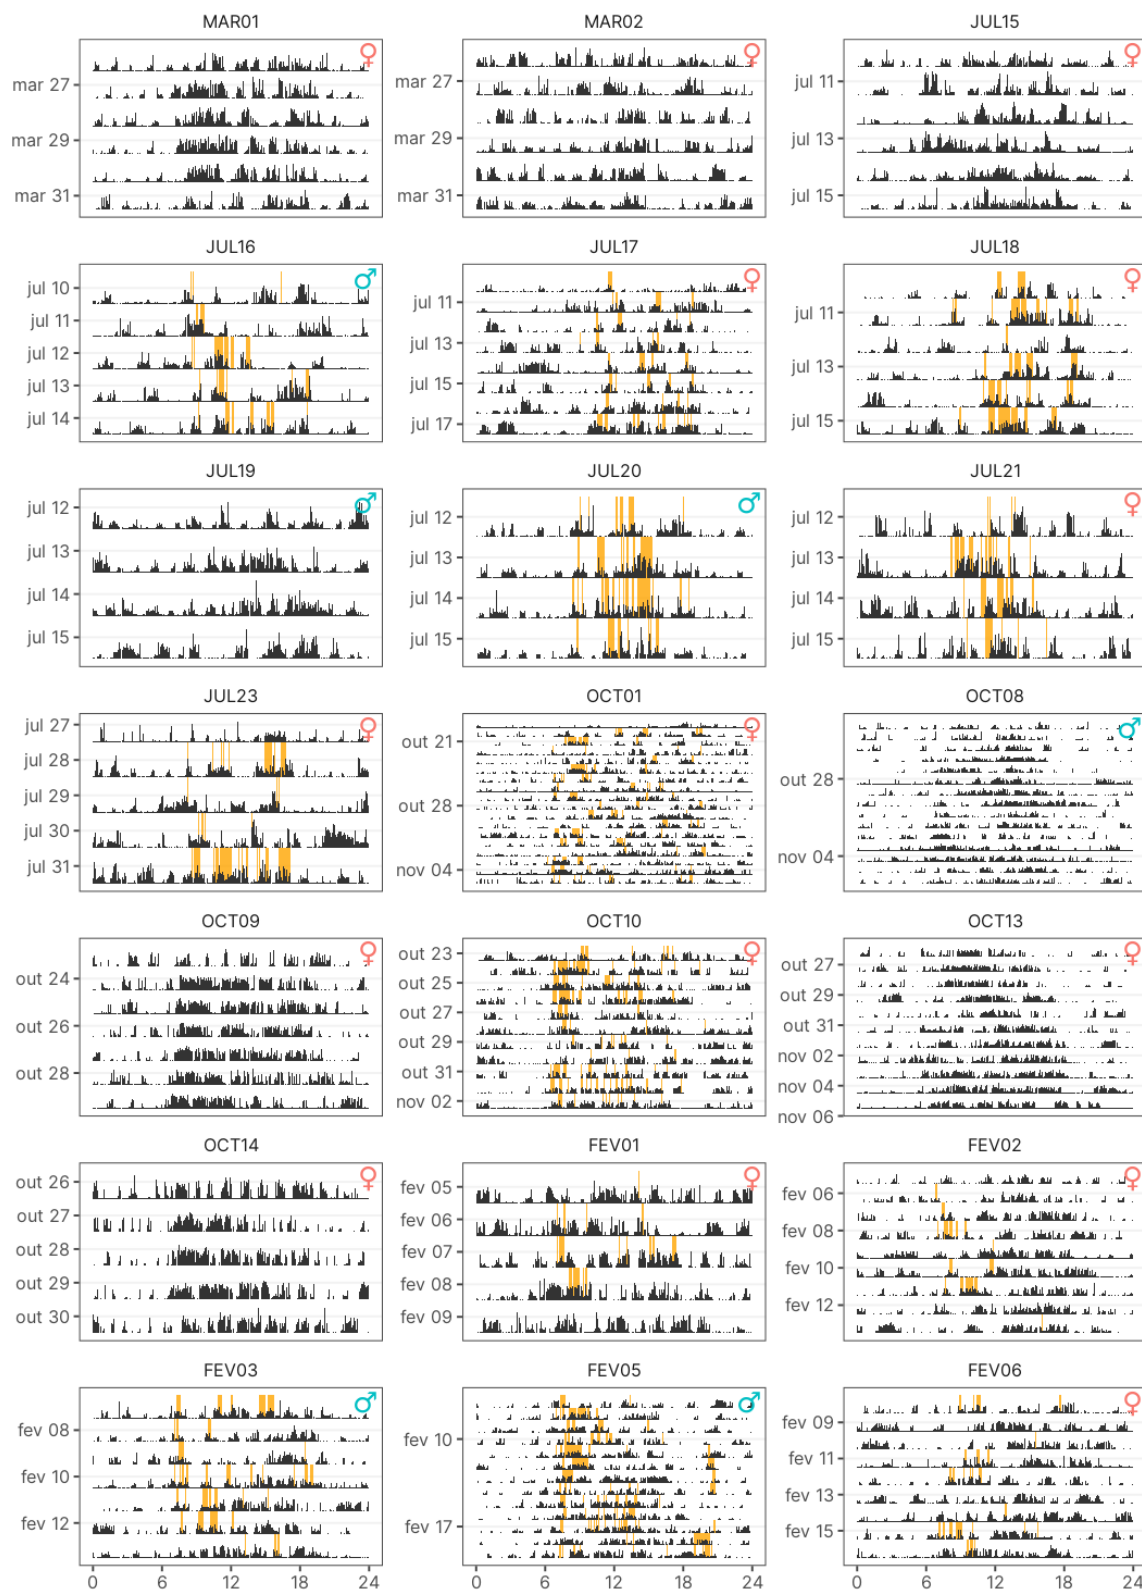 MAR01 MAR02 JUL15
mar 27
mar 29
mar 31
mar 27
mar 29
mar 31
jul 11
jul 13
jul 15
JUL16 JUL17 JUL18
jul 10
jul 11
jul 12
jul 13
jul 14
jul 11
jul 13
jul 15
jul 17
jul 11
jul 13
jul 15
JUL19 JUL20 JUL21
jul 12
jul 13
jul 14
jul 15
jul 12
jul 13
jul 14
jul 15
jul 12
jul 13
jul 14
jul 15
JUL23 OCT01 OCT08
jul 27
jul 28
jul 29
jul 30
jul 31
out 21
out 28
nov 04
out 28
nov 04
OCT09 OCT10 OCT13
out 24
out 26
out 28
out 23
out 25
out 27
out 29
out 31
nov 02
out 27
out 29
out 31
nov 02
nov 04
nov 06
OCT14 FEV01 FEV02
out 26
out 27
out 28
out 29
out 30
fev 05
fev 06
fev 07
fev 08
fev 09
fev 06
fev 08
fev 10
fev 12
FEV03 FEV05 FEV06
fev 08
fev 10
fev 12
fev 10
fev 17
fev 09
fev 11
fev 13
fev 15
0 6 12 18 24 0 6 12 18 24 0 6 12 18 24